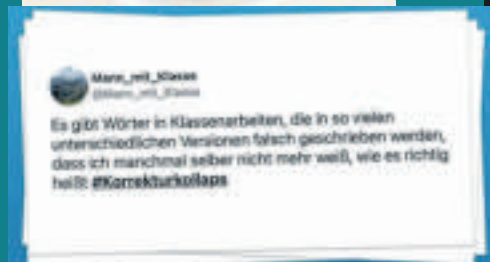 Mann_mit_Klasse
@Mann_mit_Klasse
Es gibt Wörter in Klassenarbeiten, die in so vielen
unterschiedlichen Versionen falsch geschrieben werden,
dass ich manchmal selber nicht mehr weiß, wie es richtig
heißt #Korrekturkollaps